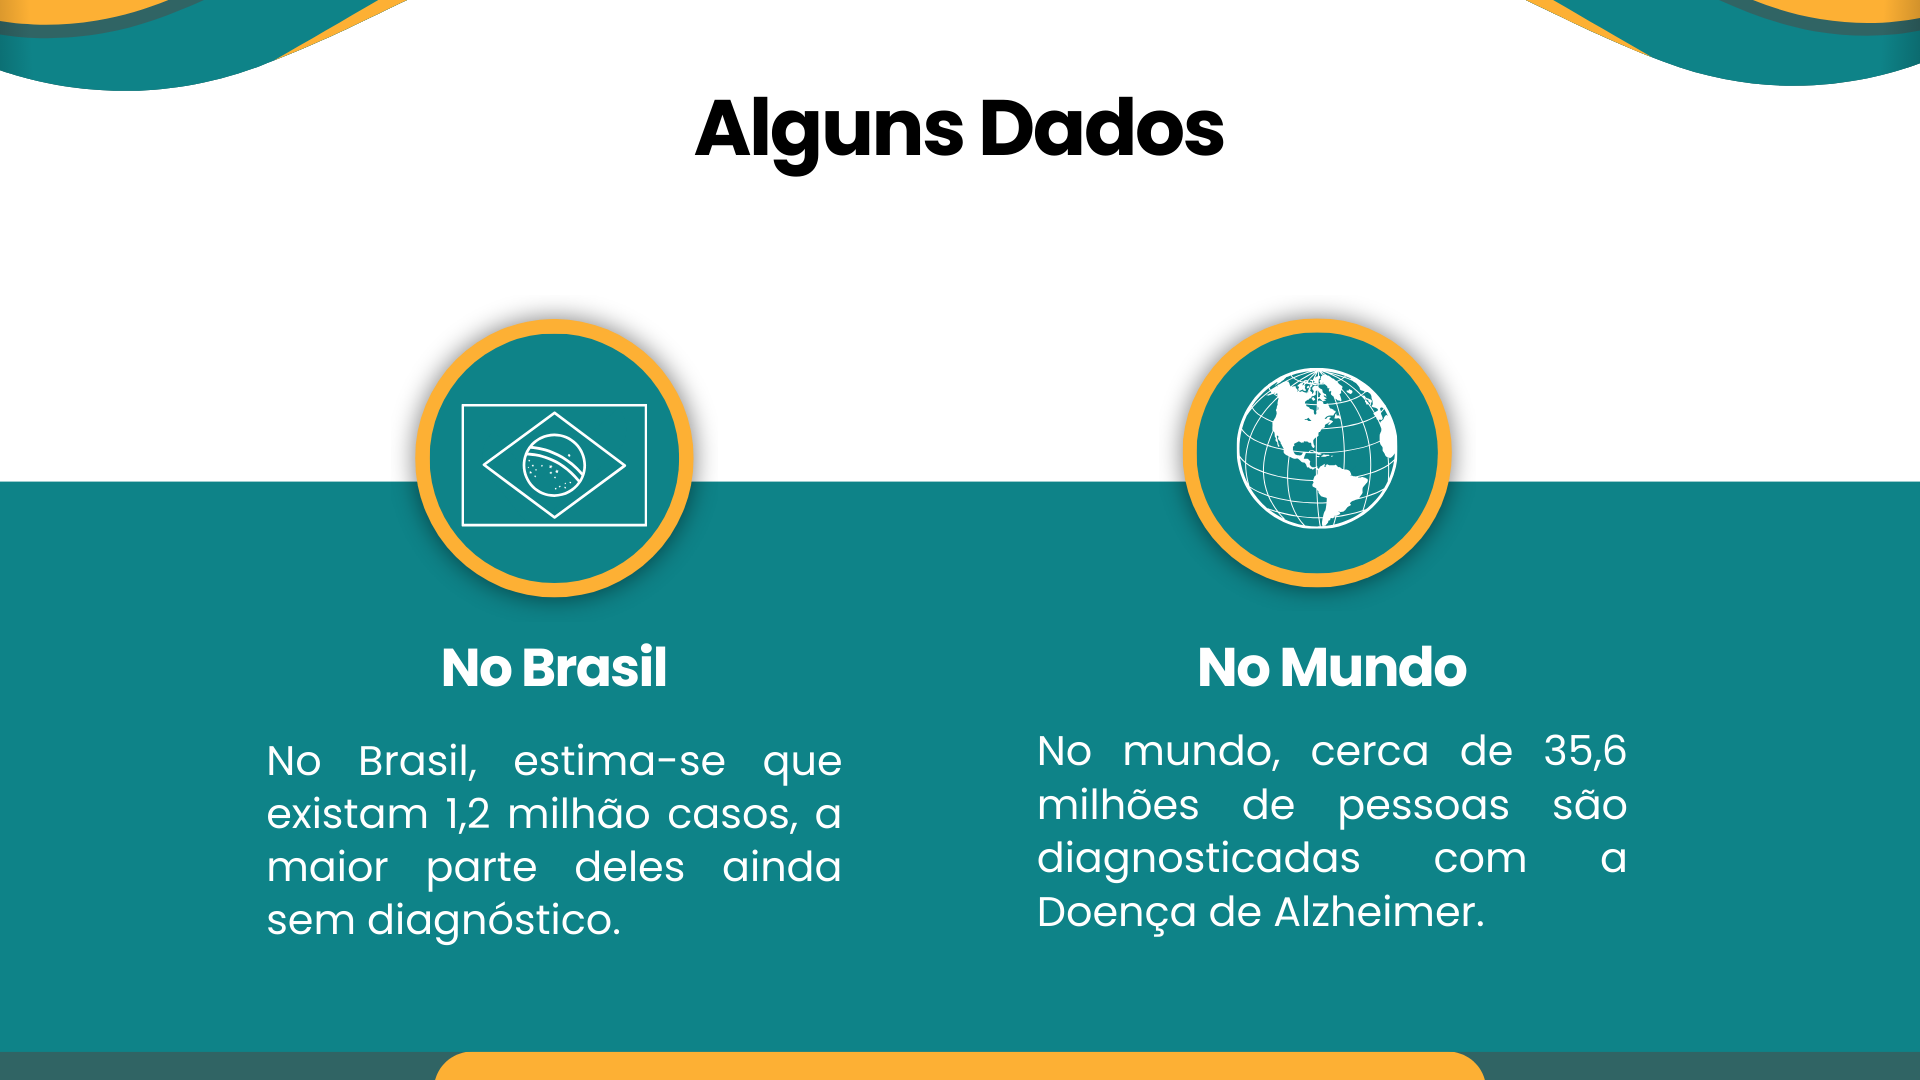 Alguns Dados
No Brasil
No Brasil, estima-se que
existam 1,2 milhão casos, a
maior parte deles ainda
sem diagnóstico.
No Mundo
No mundo, cerca de 35,6
milhões de pessoas são
diagnosticadas com a
Doença de Alzheimer.